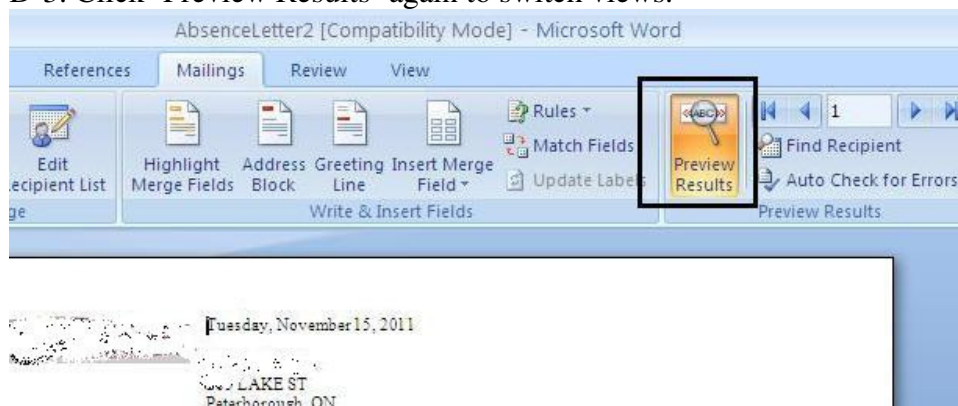 AbsenceLetter2 [Compatibility Mode] - Microsoft Word
References Mailings Review View
Edit
Recipient List
Highlight
Merge Fields
Address
Block
Greeting
Line
Insert Merge
Field
Rules
Match Fields
Update Labels
Preview
Results
«ABC»
1
Find Recipient
Auto Check for Errors
Write & Insert Fields
Preview Results
Tuesday, November 15, 2011
LAKE ST
Peterborough, ON